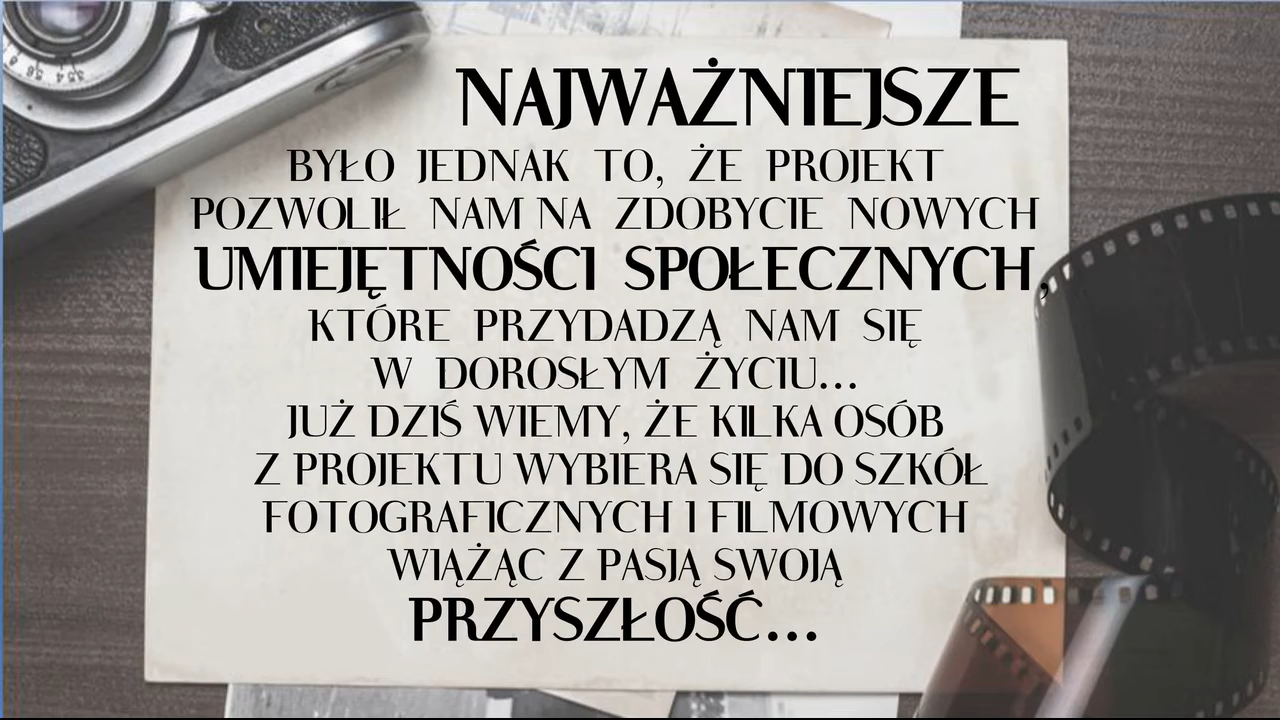 NAJWAŻNIEJSZE
BYŁO JEDNAK TO, ŻE PROJEKT
POZWOLIŁ NAM NA ZDOBYCIE NOWYCH
UMIEJĘTNOŚCI SPOŁECZNYCH,
KTÓRE PRZYDADZĄ NAM SIĘ
W DOROSŁYM ŻYCIU...
JUŻ DZIŚ WIEMY, ŻE KILKA OSÓB
Z PROJEKTU WYBIERA SIĘ DO SZKÓŁ
FOTOGRAFICZNYCH I FILMOWYCH
WIĄŻĄC Z PASJĄ SWOJĄ
PRZYSZŁOŚĆ...